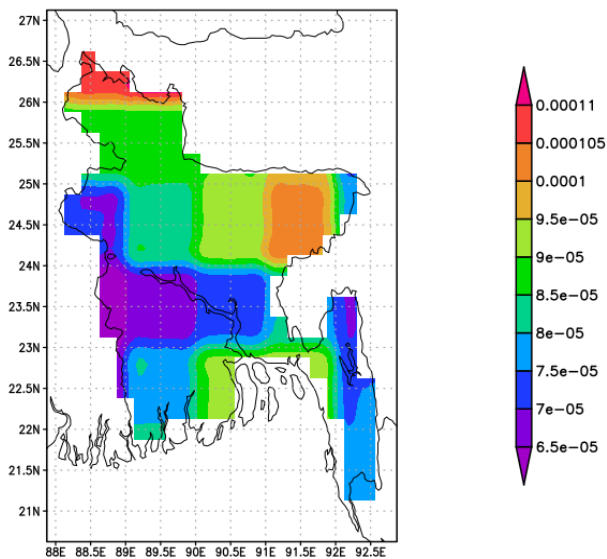 27N
26.5N
26N
25.5N
25N
24.5N
24N
23.5N
23N
22.5N
22N
21.5N
21N
88E 88.5E 89E 89.5E 90E 90.5E 91E 91.5E 92E 92.5E
0.00011
0.000105
0.0001
9.5e-05
9e-05
8.5e-05
8e-05
7.5e-05
7e-05
6.5e-05